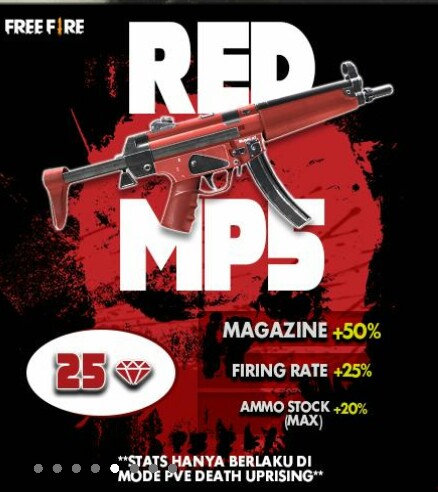 FREE FIRE
RED
MP5
MAGAZINE +50%
25
FIRING RATE +25%
AMMO STOCK +20%
(MAX)
**STATS HANYA BERLAKU DI
MODE PVE DEATH UPRISING**